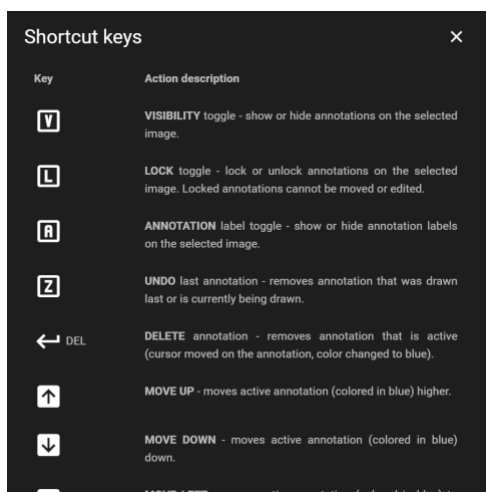 Shortcut keys
Key Action description
V VISIBILITY toggle - show or hide annotations on the selected
image.
L LOCK toggle - lock or unlock annotations on the selected
image. Locked annotations cannot be moved or edited.
A ANNOTATION label toggle - show or hide annotation labels
on the selected image.
Z UNDO last annotation - removes annotation that was drawn
last or is currently being drawn.
DEL DELETE annotation - removes annotation that is active
(cursor moved on the annotation, color changed to blue).
MOVE UP - moves active annotation (colored in blue) higher.
MOVE DOWN - moves active annotation (colored in blue)
down.